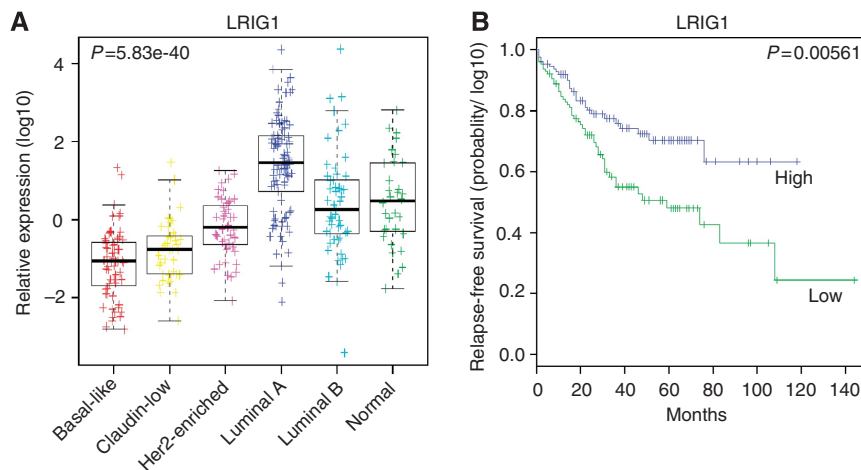 A
LRIG1
P=5.83e-40
Relative expression (log10)
4
2
0
−2
Basal-like
Claudin-low
Her2-enriched
Luminal A
Luminal B
Normal
B
LRIG1
P=0.00561
Relapse-free survival (probablity/ log10)
1.0
0.8
0.6
0.4
0.2
0.0
High
Low
0 20 40 60 80 100 120 140
Months